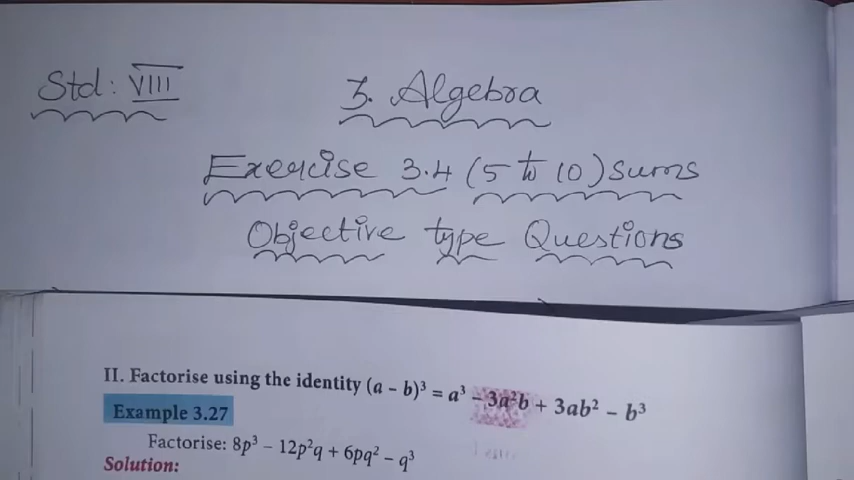 Std: VIII
3. Algebra
Exercise 3.4 (5 to 10) sums
Objective type Questions
II. Factorise using the identity (a – b)³ = a³ – 3a²b + 3ab² – b³
Example 3.27
Factorise: 8p³ – 12p²q + 6pq² – q³
Solution: